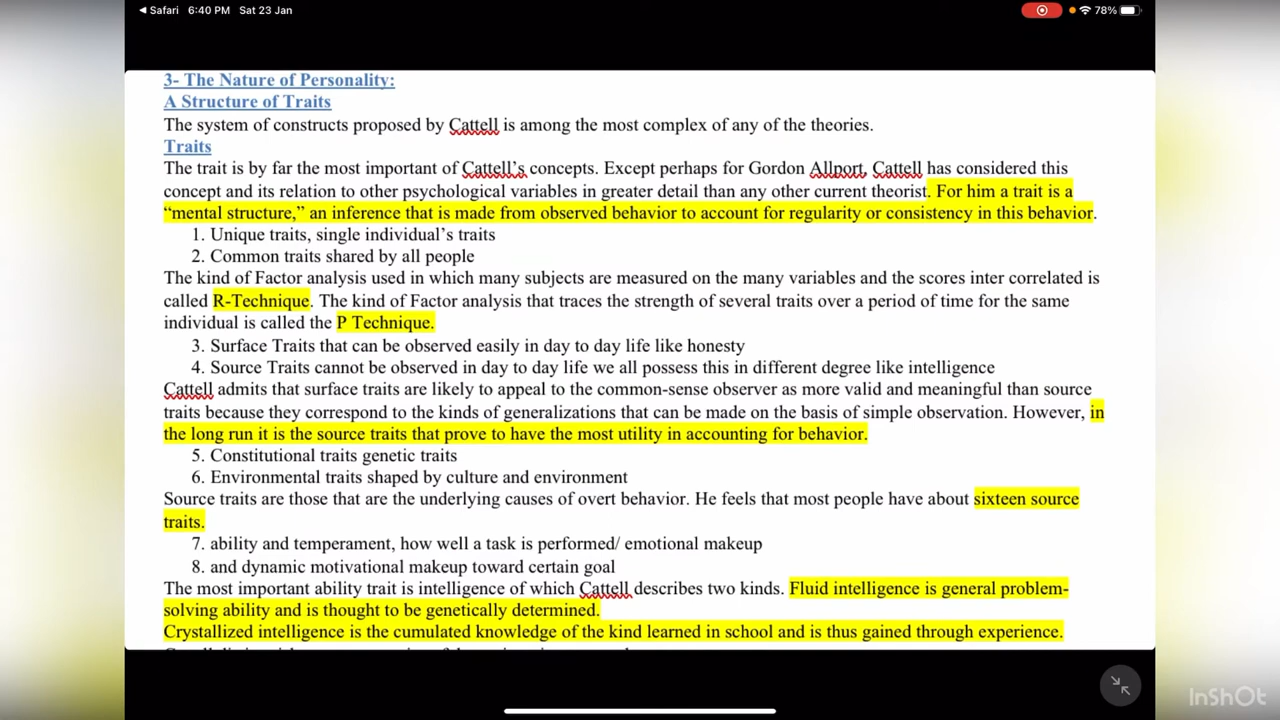 Safari 6:40 PM Sat 23 Jan 78%
3- The Nature of Personality:
A Structure of Traits
The system of constructs proposed by Cattell is among the most complex of any of the theories.
Traits
The trait is by far the most important of Cattell's concepts. Except perhaps for Gordon Allport, Cattell has considered this
concept and its relation to other psychological variables in greater detail than any other current theorist. For him a trait is a
“mental structure,” an inference that is made from observed behavior to account for regularity or consistency in this behavior.
1. Unique traits, single individual's traits
2. Common traits shared by all people
The kind of Factor analysis used in which many subjects are measured on the many variables and the scores inter correlated is
called R-Technique. The kind of Factor analysis that traces the strength of several traits over a period of time for the same
individual is called the P Technique.
3. Surface Traits that can be observed easily in day to day life like honesty
4. Source Traits cannot be observed in day to day life we all possess this in different degree like intelligence
Cattell admits that surface traits are likely to appeal to the common-sense observer as more valid and meaningful than source
traits because they correspond to the kinds of generalizations that can be made on the basis of simple observation. However, in
the long run it is the source traits that prove to have the most utility in accounting for behavior.
5. Constitutional traits genetic traits
6. Environmental traits shaped by culture and environment
Source traits are those that are the underlying causes of overt behavior. He feels that most people have about sixteen source
traits.
7. ability and temperament, how well a task is performed/ emotional makeup
8. and dynamic motivational makeup toward certain goal
The most important ability trait is intelligence of which Cattell describes two kinds. Fluid intelligence is general problem-
solving ability and is thought to be genetically determined.
Crystallized intelligence is the cumulated knowledge of the kind learned in school and is thus gained through experience.
InShOt